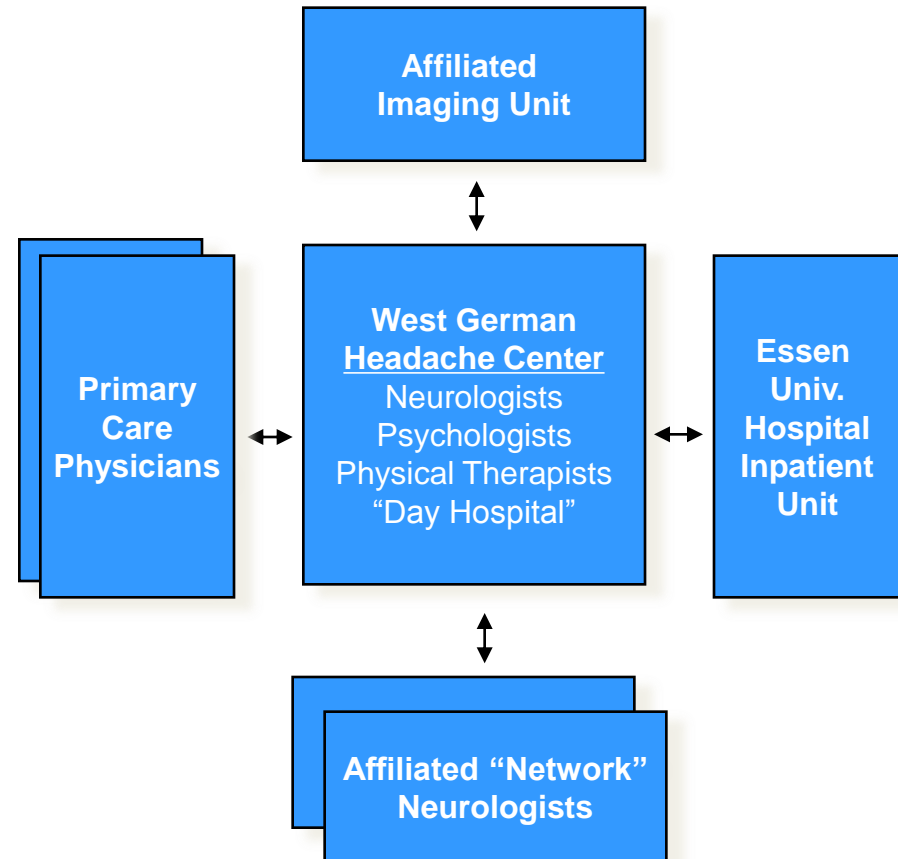 Affiliated
Imaging Unit
Primary
Care
Physicians
West German
Headache Center
Neurologists
Psychologists
Physical Therapists
“Day Hospital”
Essen
Univ.
Hospital
Inpatient
Unit
Affiliated “Network”
Neurologists